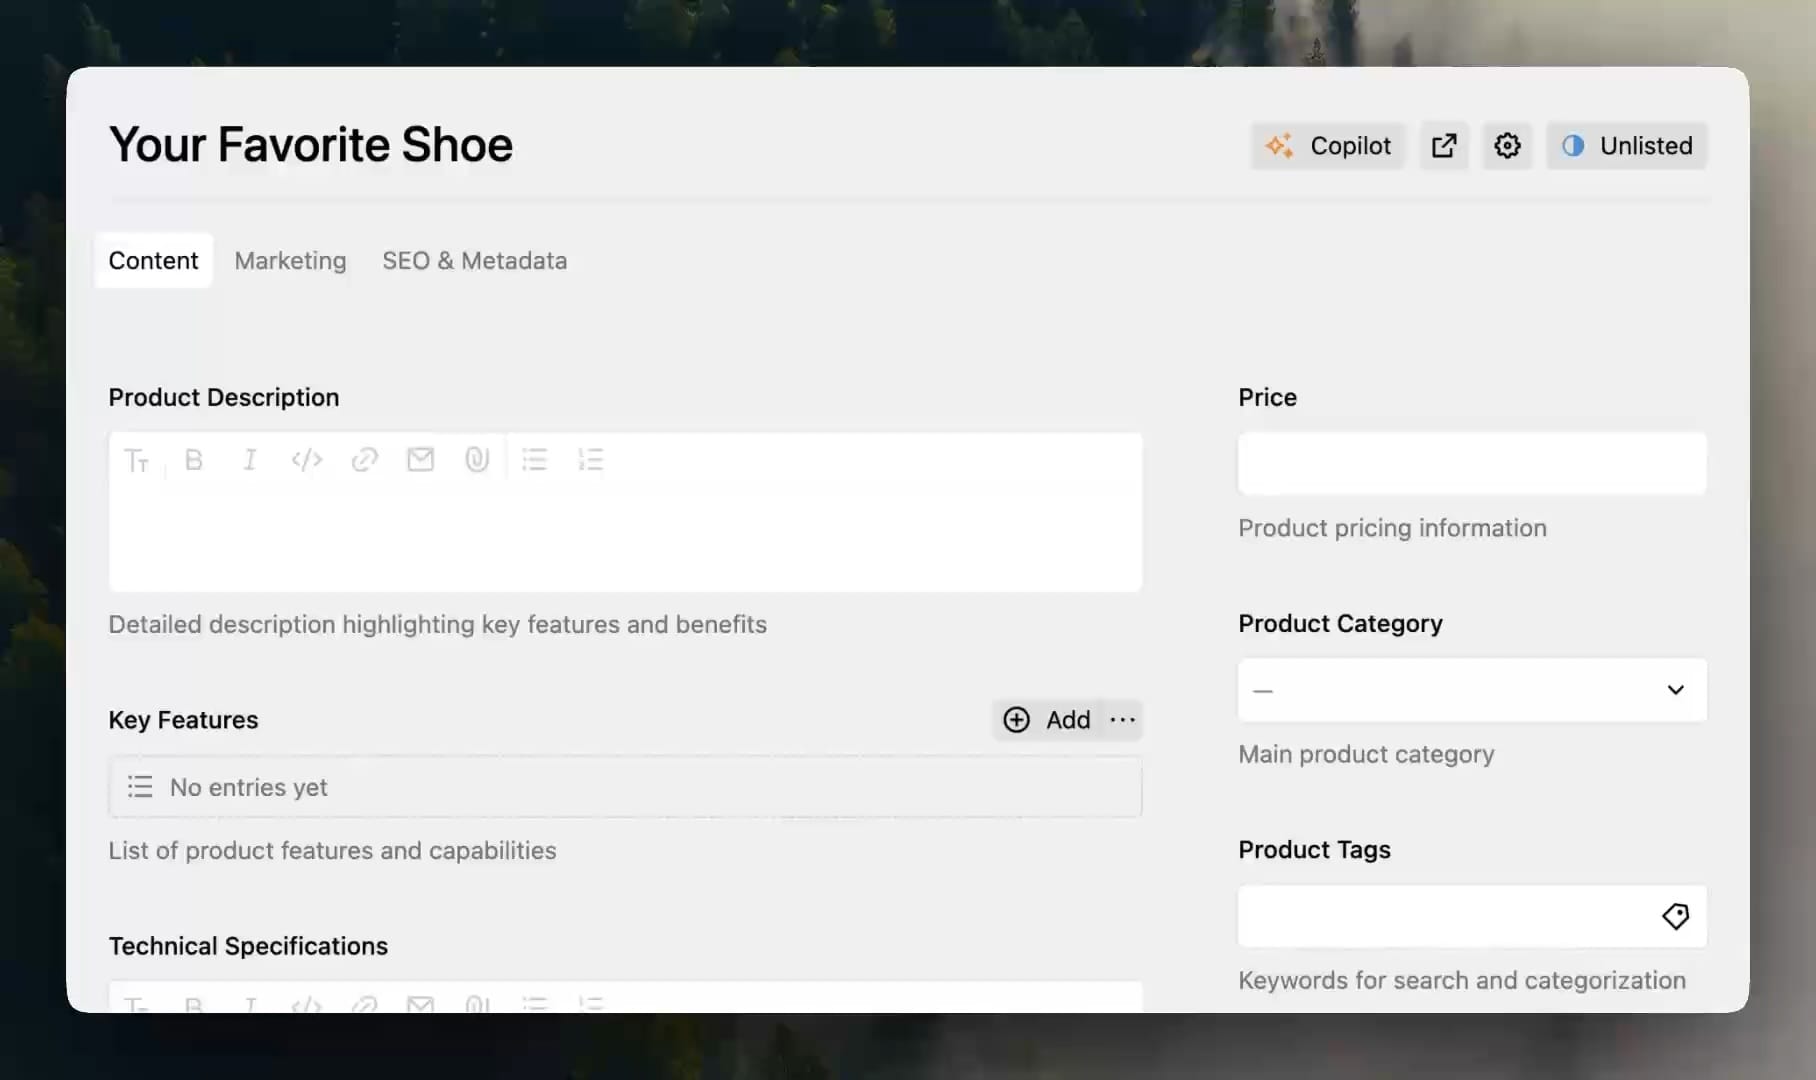 Your Favorite Shoe
Copilot
Unlisted
Content
Marketing
SEO & Metadata
Product Description
Detailed description highlighting key features and benefits
Key Features
Add
No entries yet
List of product features and capabilities
Technical Specifications
Price
Product pricing information
Product Category
—
Main product category
Product Tags
Keywords for search and categorization